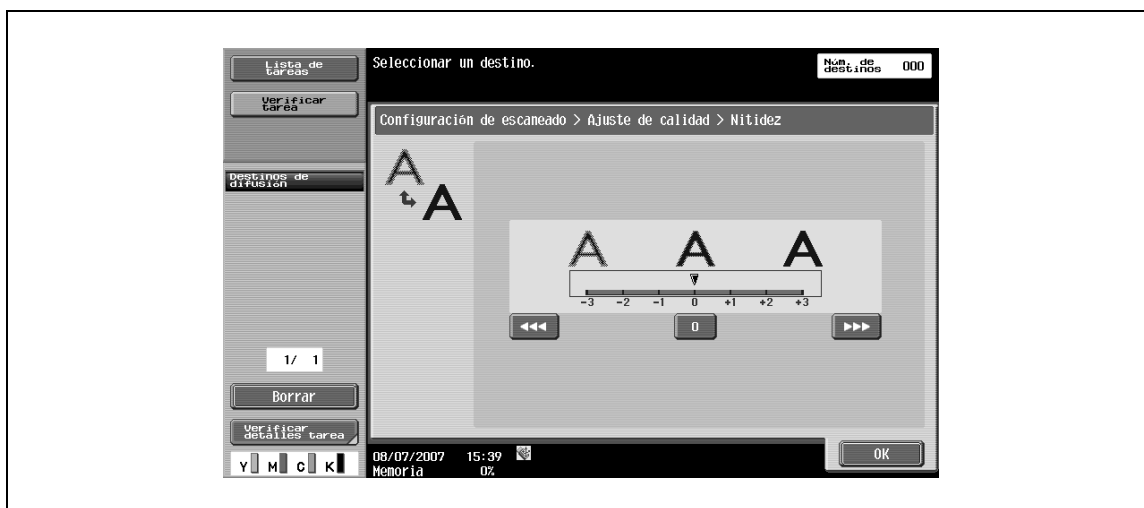 Lista de
tareas
Verificar
tarea
Destinos de
difusión
1/ 1
Borrar
Verificar
detalles tarea
Y M C K
Seleccionar un destino.
Núm. de
destinos 000
Configuración de escaneado > Ajuste de calidad > Nitidez
A
A
A A A
-3 -2 -1 0 +1 +2 +3
0
08/07/2007 15:39
Memoria 0%
OK